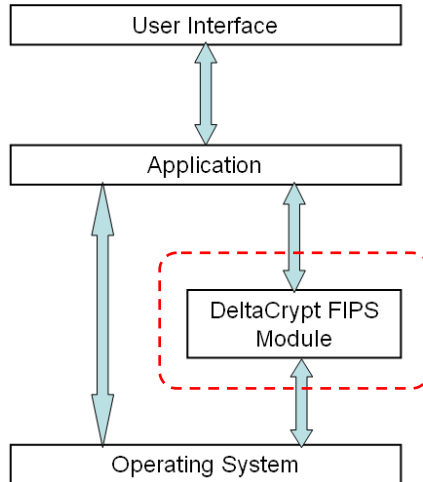 User Interface
Application
DeltaCrypt FIPS
Module
Operating System